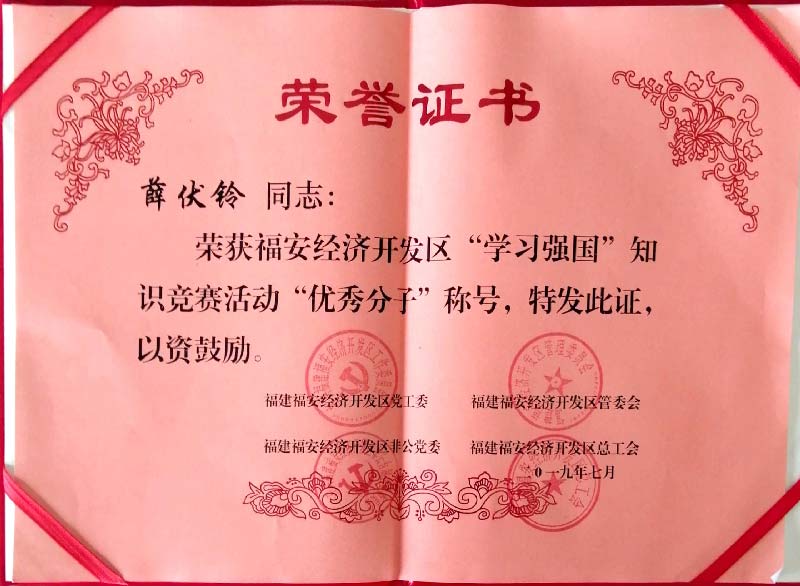 荣誉证书
薛伏铃 同志：
荣获福安经济开发区“学习强国”知
识竞赛活动“优秀分子”称号，特发此证，
以资鼓励。
福建福安经济开发区党工委 福建福安经济开发区管委会
福建福安经济开发区非公党委 福建福安经济开发区总工会
二0一九年七月